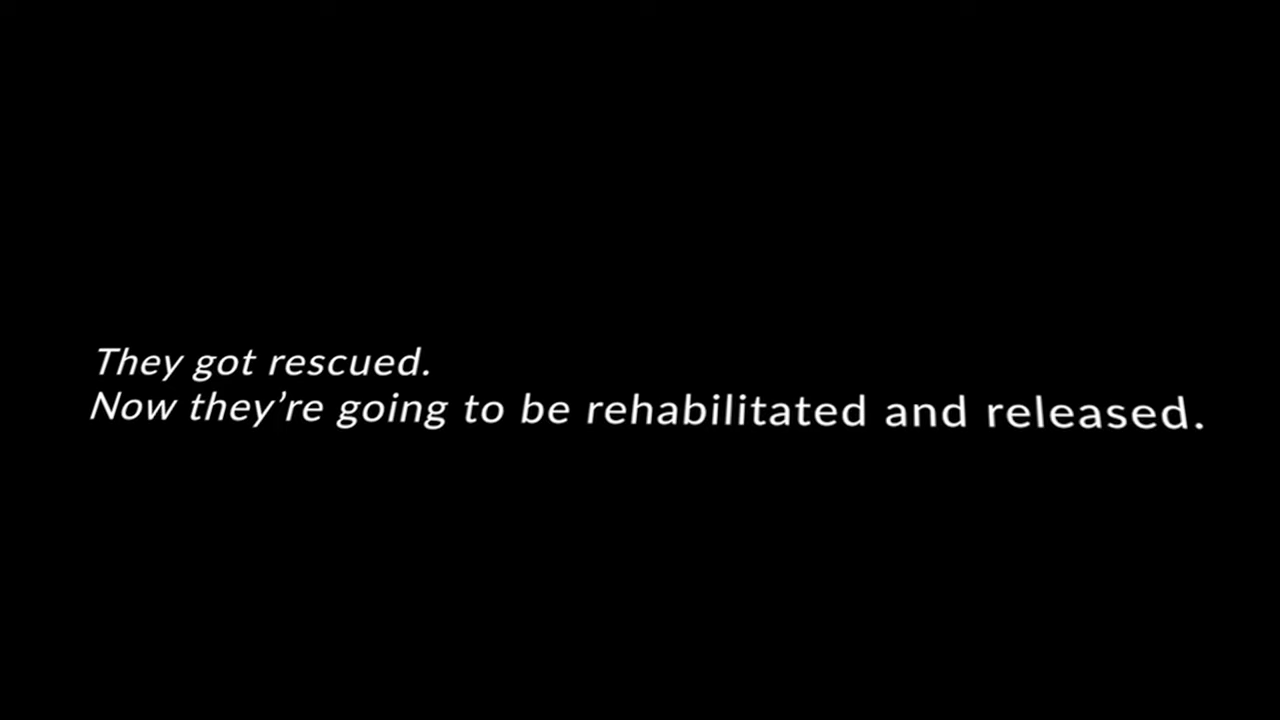 They got rescued.
Now they’re going to be rehabilitated and released.